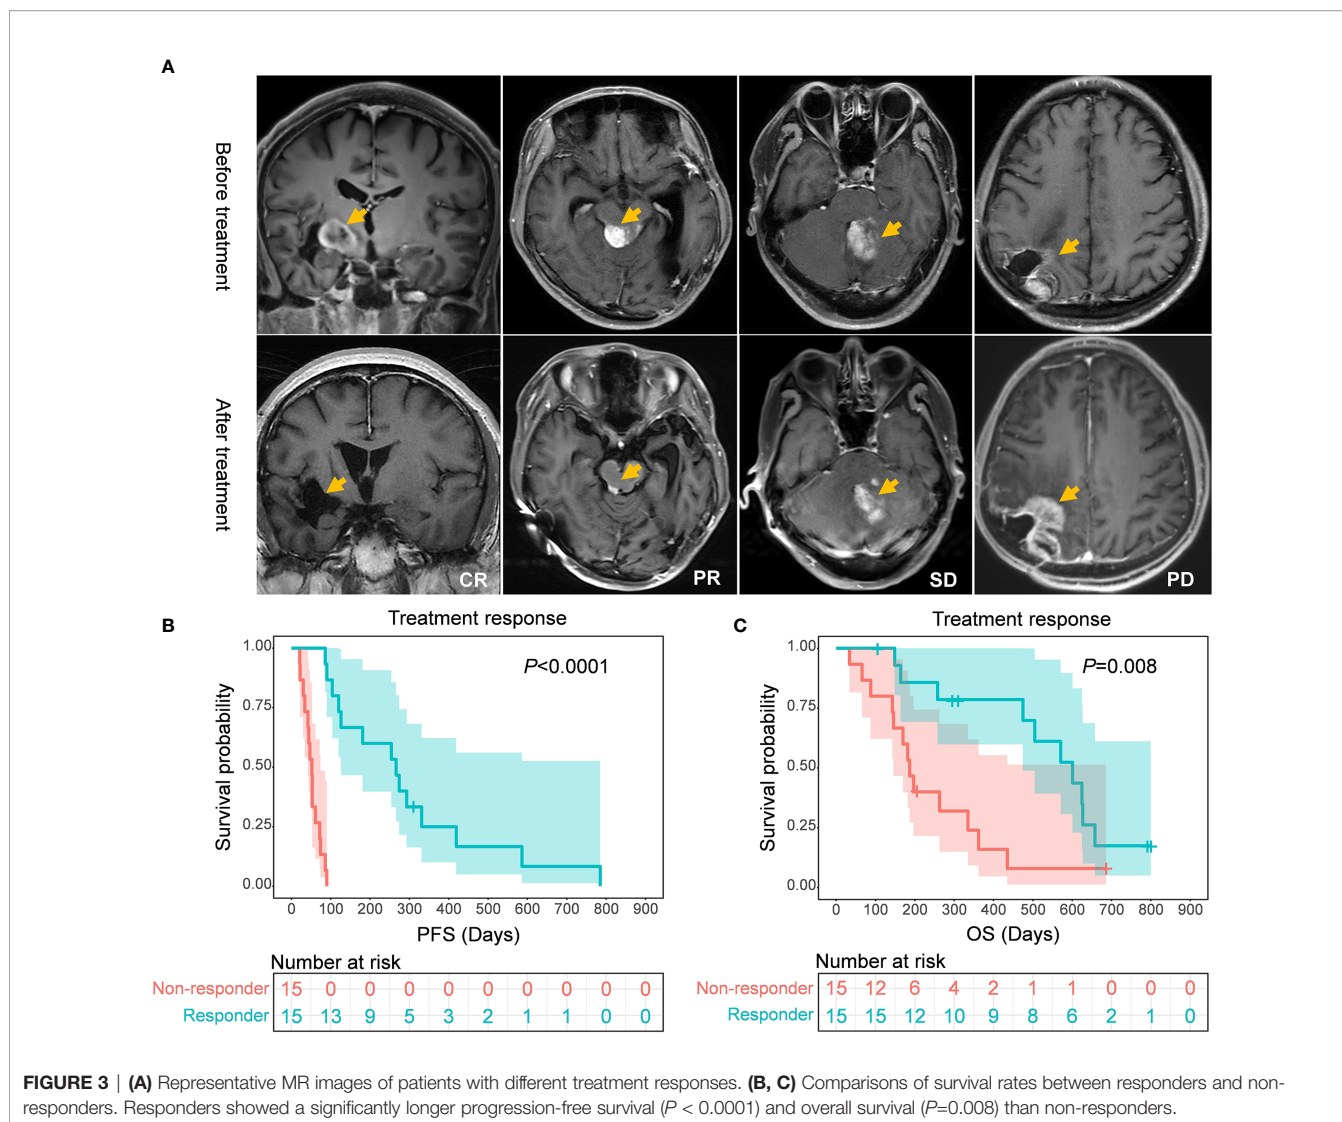 A
Before treatment
After treatment
CR
PR
SD
PD
B
Treatment response
P<0.0001
Survival probability
1.00
0.75
0.50
0.25
0.00
0 100 200 300 400 500 600 700 800 900
PFS (Days)
Number at risk
Non-responder 15 0 0 0 0 0 0 0 0 0
Responder 15 13 9 5 3 2 1 1 0 0
C
Treatment response
P=0.008
Survival probability
1.00
0.75
0.50
0.25
0.00
0 100 200 300 400 500 600 700 800 900
OS (Days)
Number at risk
Non-responder 15 12 6 4 2 1 1 0 0 0
Responder 15 15 12 10 9 8 6 2 1 0
FIGURE 3 | (A) Representative MR images of patients with different treatment responses. (B, C) Comparisons of survival rates between responders and non-
responders. Responders showed a significantly longer progression-free survival (P < 0.0001) and overall survival (P=0.008) than non-responders.